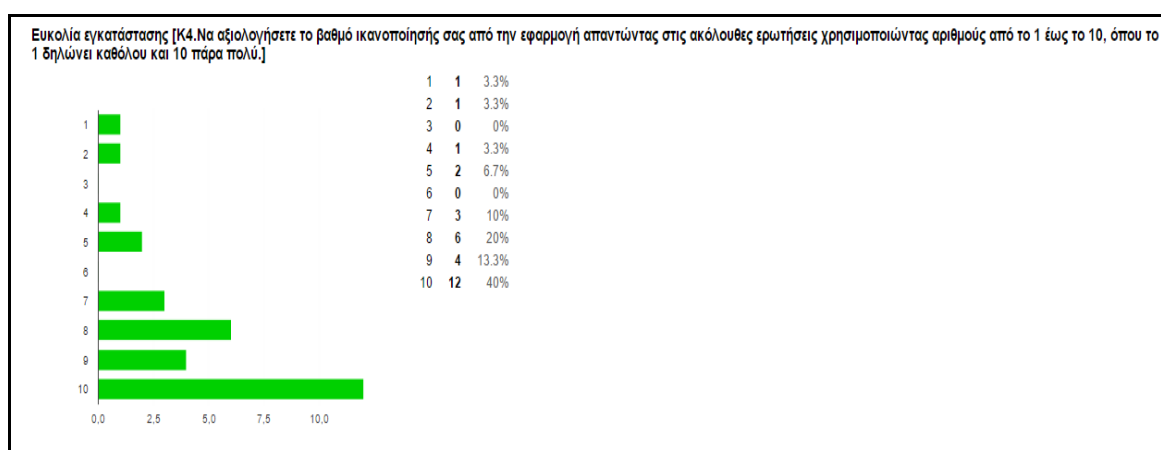 Ευκολία εγκατάστασης [Κ4.Να αξιολογήσετε το βαθμό ικανοποίησής σας από την εφαρμογή απαντώντας στις ακόλουθες ερωτήσεις χρησιμοποιώντας αριθμούς από το 1 έως το 10, όπου το
1 δηλώνει καθόλου και 10 πάρα πολύ.]
1 1 3.3%
2 1 3.3%
3 0 0%
4 1 3.3%
5 2 6.7%
6 0 0%
7 3 10%
8 6 20%
9 4 13.3%
10 12 40%
1
2
3
4
5
6
7
8
9
10
0,0 2,5 5,0 7,5 10,0